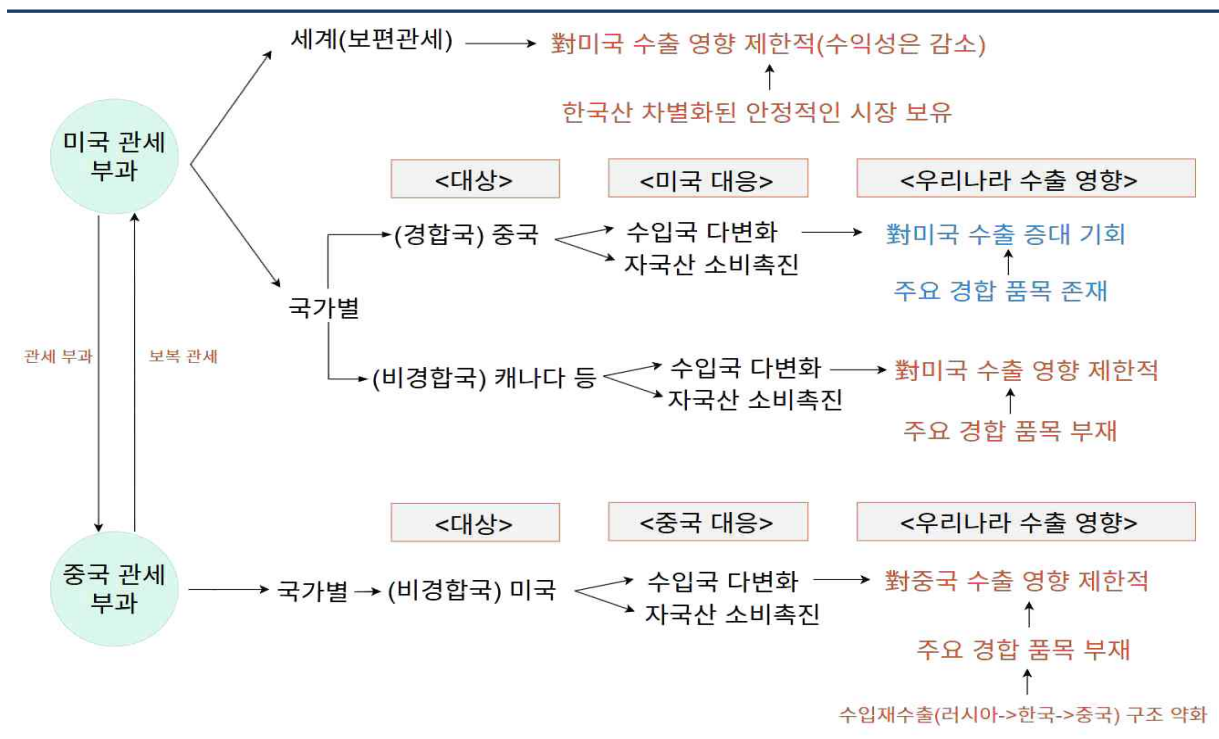 세계(보편관세)
對미국 수출 영향 제한적(수익성은 감소)
한국산 차별화된 안정적인 시장 보유
미국 관세
부과
<대상>
<미국 대응>
<우리나라 수출 영향>
(경합국) 중국
수입국 다변화
자국산 소비촉진
對미국 수출 증대 기회
주요 경합 품목 존재
국가별
관세 부과
보복 관세
(비경합국) 캐나다 등
수입국 다변화
자국산 소비촉진
對미국 수출 영향 제한적
주요 경합 품목 부재
<대상>
<중국 대응>
<우리나라 수출 영향>
중국 관세
부과
국가별
(비경합국) 미국
수입국 다변화
자국산 소비촉진
對중국 수출 영향 제한적
주요 경합 품목 부재
수입재수출(러시아->한국->중국) 구조 약화